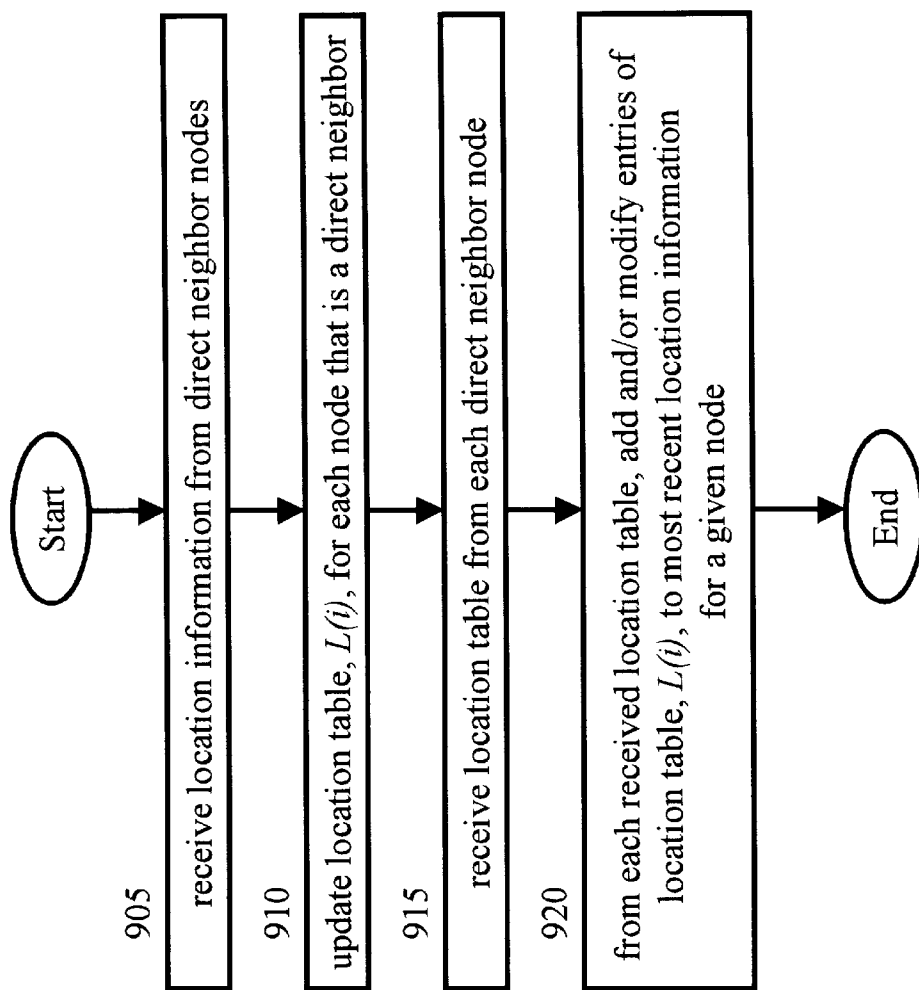 Start
905
receive location information from direct neighbor nodes
910
update location table, L(i), for each node that is a direct neighbor
915
receive location table from each direct neighbor node
920
from each received location table, add and/or modify entries of
location table, L(i), to most recent location information
for a given node
End